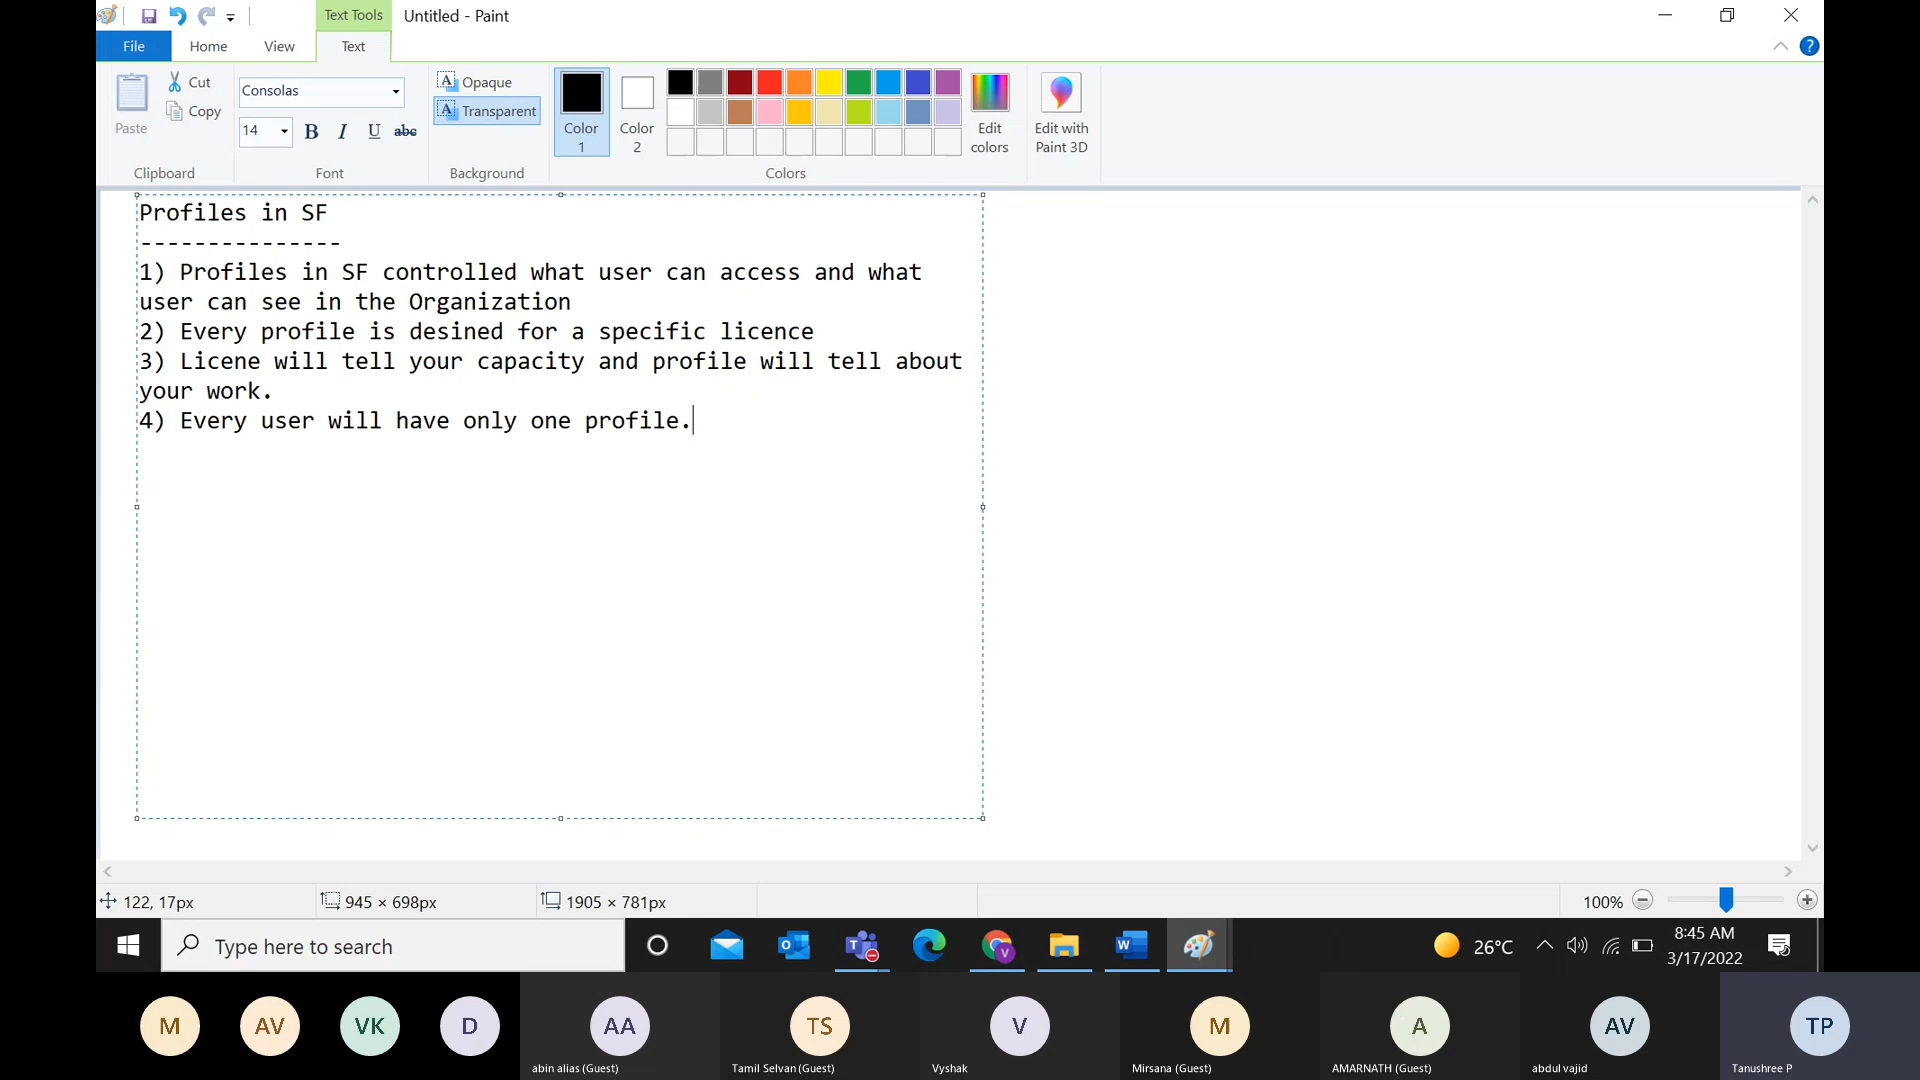 Text Tools
Untitled - Paint
File
Home
View
Text
Paste
Cut
Copy
Clipboard
Consolas
14
B
I
U
abc
Font
Opaque
Transparent
Background
Color
1
Color
2
Edit
colors
Edit with
Paint 3D
Colors
Profiles in SF
---------------
1) Profiles in SF controlled what user can access and what
user can see in the Organization
2) Every profile is desined for a specific licence
3) Licene will tell your capacity and profile will tell about
your work.
4) Every user will have only one profile.
122, 17px
945 × 698px
1905 × 781px
100%
Type here to search
26°C
8:45 AM
3/17/2022
M
AV
VK
D
AA
abin alias (Guest)
TS
Tamil Selvan (Guest)
V
Vyshak
M
Mirsana (Guest)
A
AMARNATH (Guest)
AV
abdul vajid
TP
Tanushree P